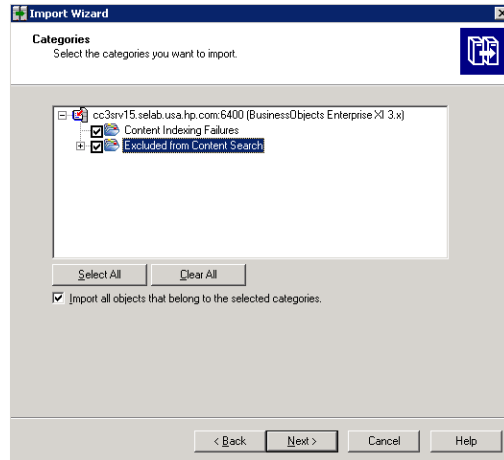 Import Wizard
Categories
Select the categories you want to import.
cc3srv15.selab.usa.hp.com:6400 (BusinessObjects Enterprise XI 3.x)
Content Indexing Failures
Excluded from Content Search
Select All Clear All
Import all objects that belong to the selected categories.
< Back Next > Cancel Help